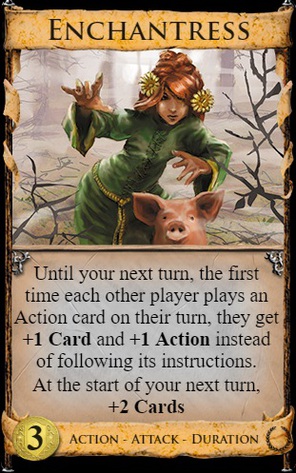 ENCHANTRESS
Until your next turn, the first
time each other player plays an
Action card on their turn, they get
+1 Card and +1 Action instead
of following its instructions.
At the start of your next turn,
+2 Cards
3 ACTION - ATTACK - DURATION